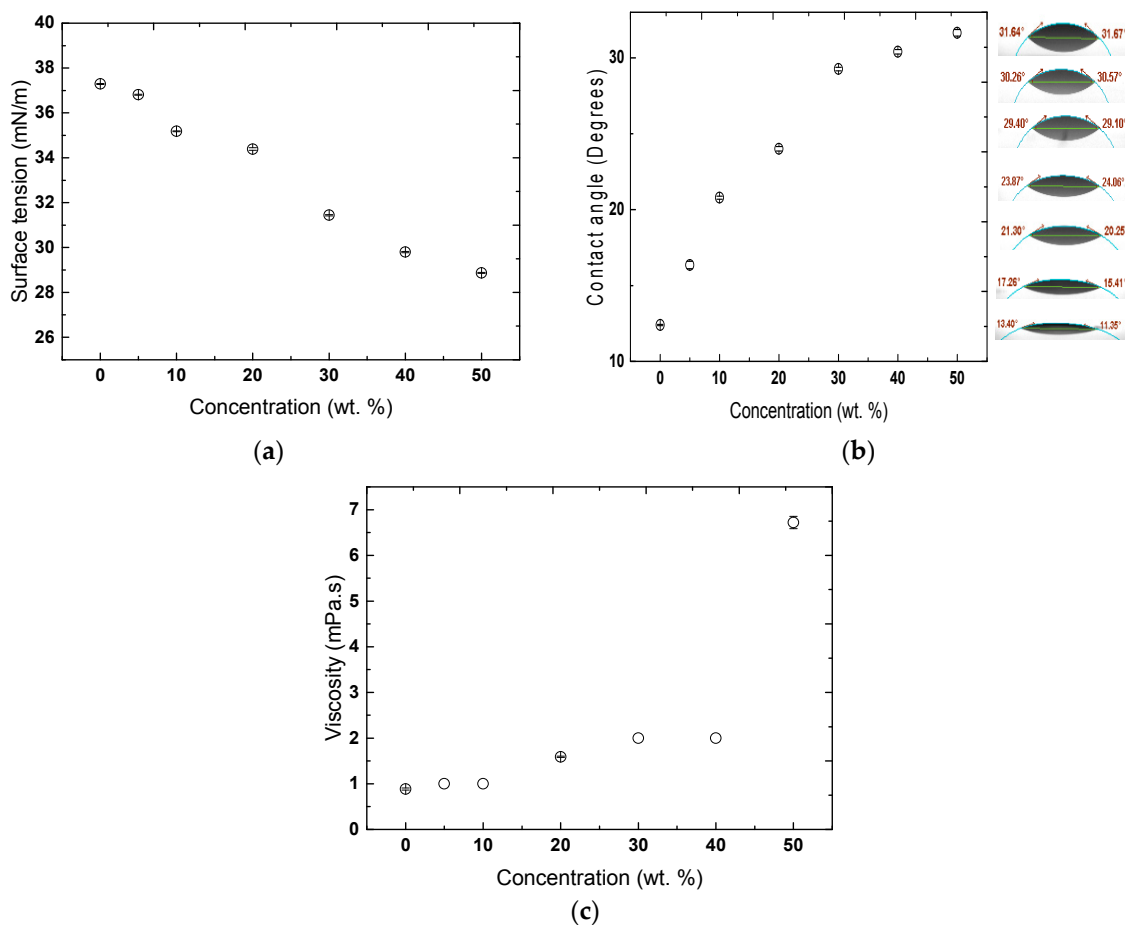 40
38
36
34
32
30
28
26
Surface tension (mN/m)
0 10 20 30 40 50
Concentration (wt. %)
(a)
30
20
10
Contact angle (Degrees)
0 10 20 30 40 50
Concentration (wt. %)
31.64° 31.67°
30.26° 30.57°
29.40° 29.10°
23.87° 24.06°
21.30° 20.25°
17.26° 15.41°
13.40° 11.35°
(b)
7
6
5
4
3
2
1
0
Viscosity (mPa.s)
0 10 20 30 40 50
Concentration (wt. %)
(c)